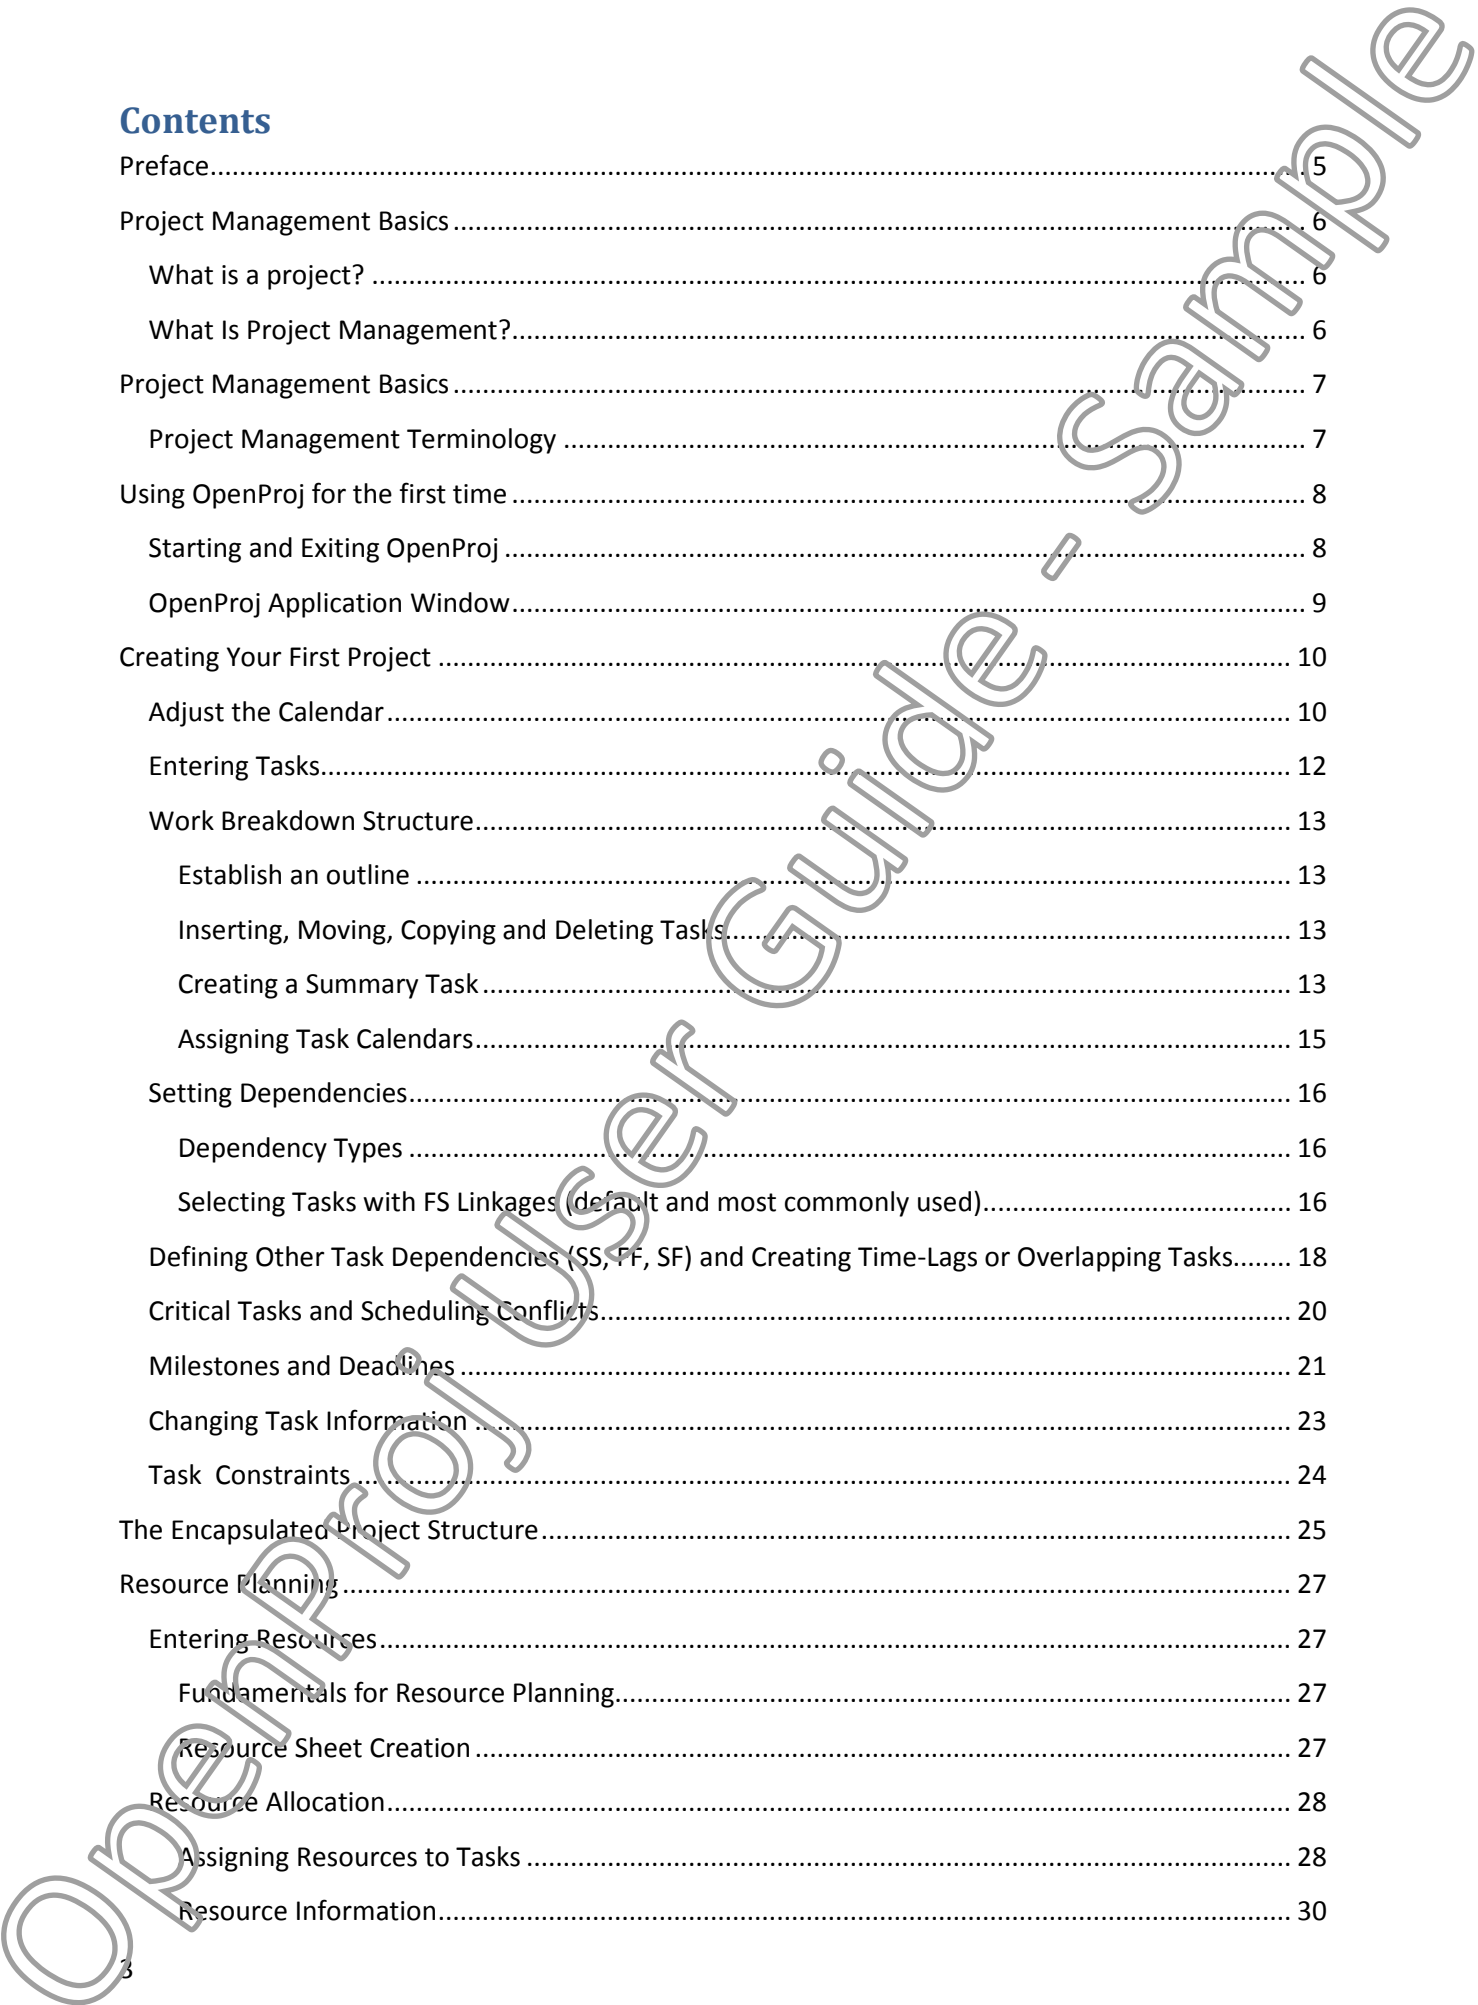 Contents
Preface.......... 5
Project Management Basics .......... 6
What is a project? .......... 6
What Is Project Management?.......... 6
Project Management Basics .......... 7
Project Management Terminology .......... 7
Using OpenProj for the first time .......... 8
Starting and Exiting OpenProj .......... 8
OpenProj Application Window.......... 9
Creating Your First Project .......... 10
Adjust the Calendar.......... 10
Entering Tasks.......... 12
Work Breakdown Structure.......... 13
Establish an outline .......... 13
Inserting, Moving, Copying and Deleting Tasks.......... 13
Creating a Summary Task.......... 13
Assigning Task Calendars.......... 15
Setting Dependencies.......... 16
Dependency Types .......... 16
Selecting Tasks with FS Linkages (default and most commonly used).......... 16
Defining Other Task Dependencies (SS, FF, SF) and Creating Time-Lags or Overlapping Tasks........ 18
Critical Tasks and Scheduling Conflicts.......... 20
Milestones and Deadlines .......... 21
Changing Task Information .......... 23
Task  Constraints .......... 24
The Encapsulated Project Structure.......... 25
Resource Planning .......... 27
Entering Resources.......... 27
Fundamentals for Resource Planning.......... 27
Resource Sheet Creation .......... 27
Resource Allocation.......... 28
Assigning Resources to Tasks .......... 28
Resource Information.......... 30
3
OpenProj User Guide - Sample